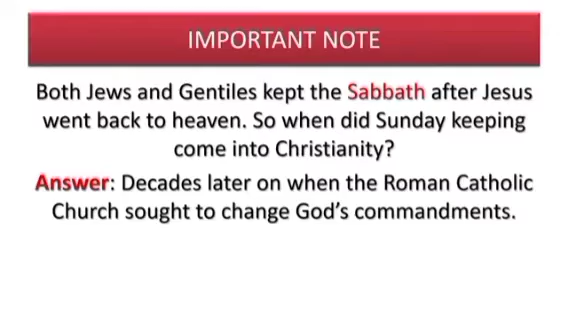 IMPORTANT NOTE
Both Jews and Gentiles kept the Sabbath after Jesus
went back to heaven. So when did Sunday keeping
come into Christianity?
Answer: Decades later on when the Roman Catholic
Church sought to change God's commandments.